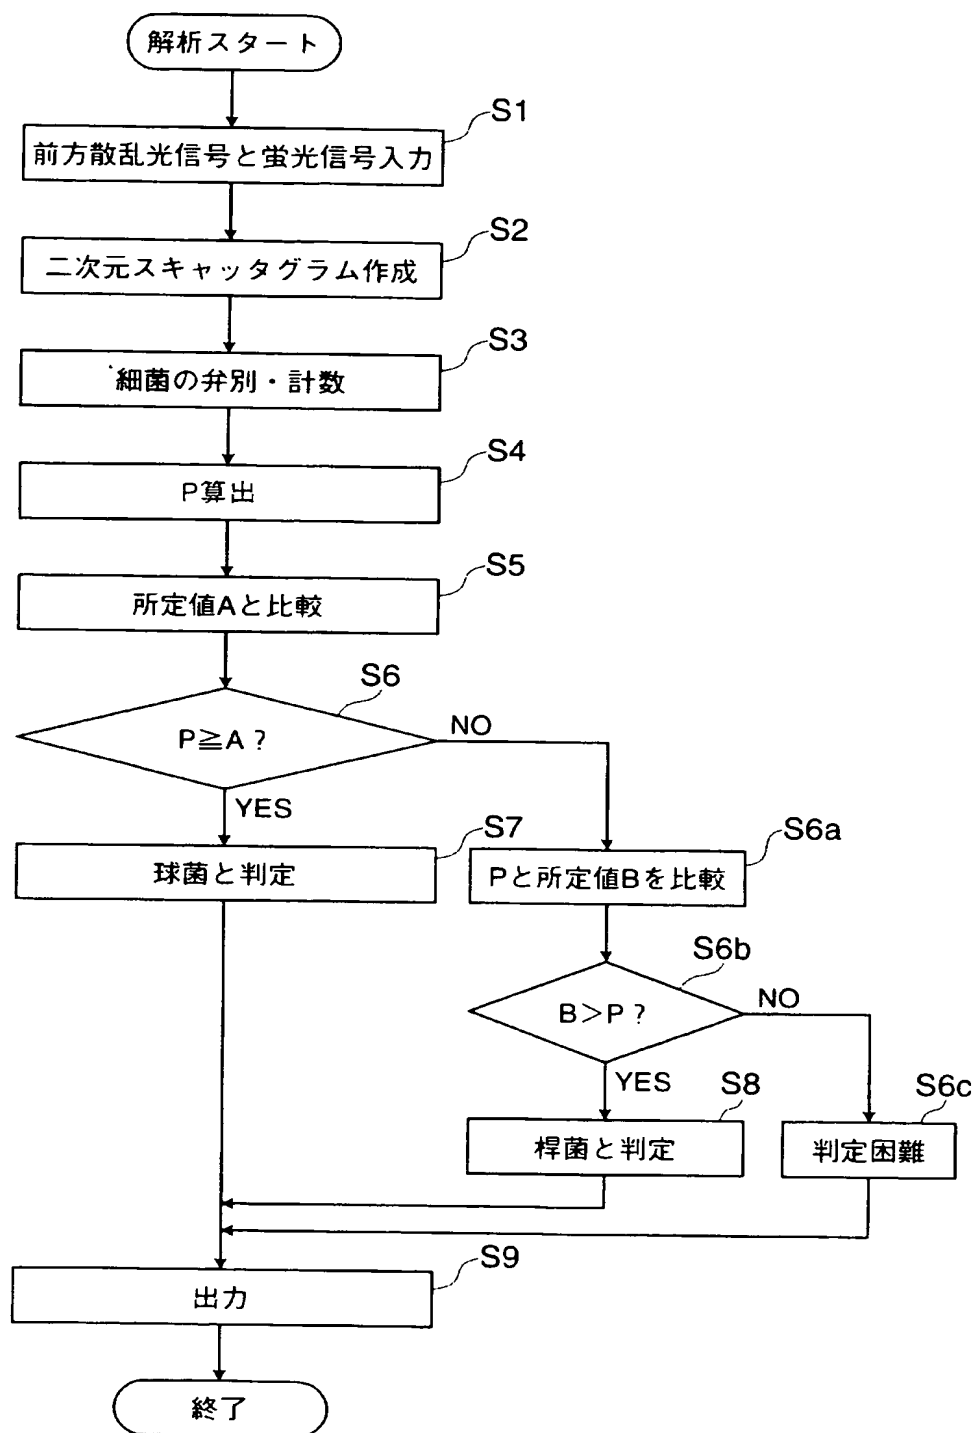 解析スタート
S1
前方散乱光信号と蛍光信号入力
S2
二次元スキャッタグラム作成
S3
細菌の弁別・計数
S4
P算出
S5
所定値Aと比較
S6
P≧A?
NO
YES
S7
球菌と判定
S6a
Pと所定値Bを比較
S6b
B>P?
NO
YES
S8
桿菌と判定
S6c
判定困難
S9
出力
終了